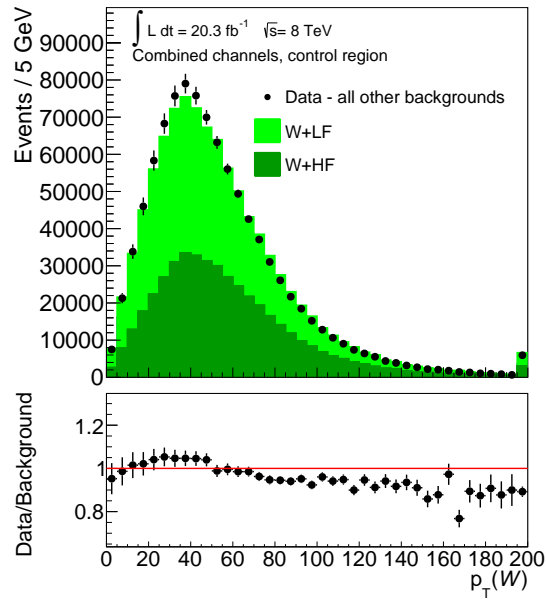 ∫ L dt = 20.3 fb⁻¹ √s= 8 TeV
Combined channels, control region
Data - all other backgrounds
W+LF
W+HF
Events / 5 GeV
90000
80000
70000
60000
50000
40000
30000
20000
10000
0
Data/Background
1.2
1
0.8
0 20 40 60 80 100 120 140 160 180 200
p_T(W)